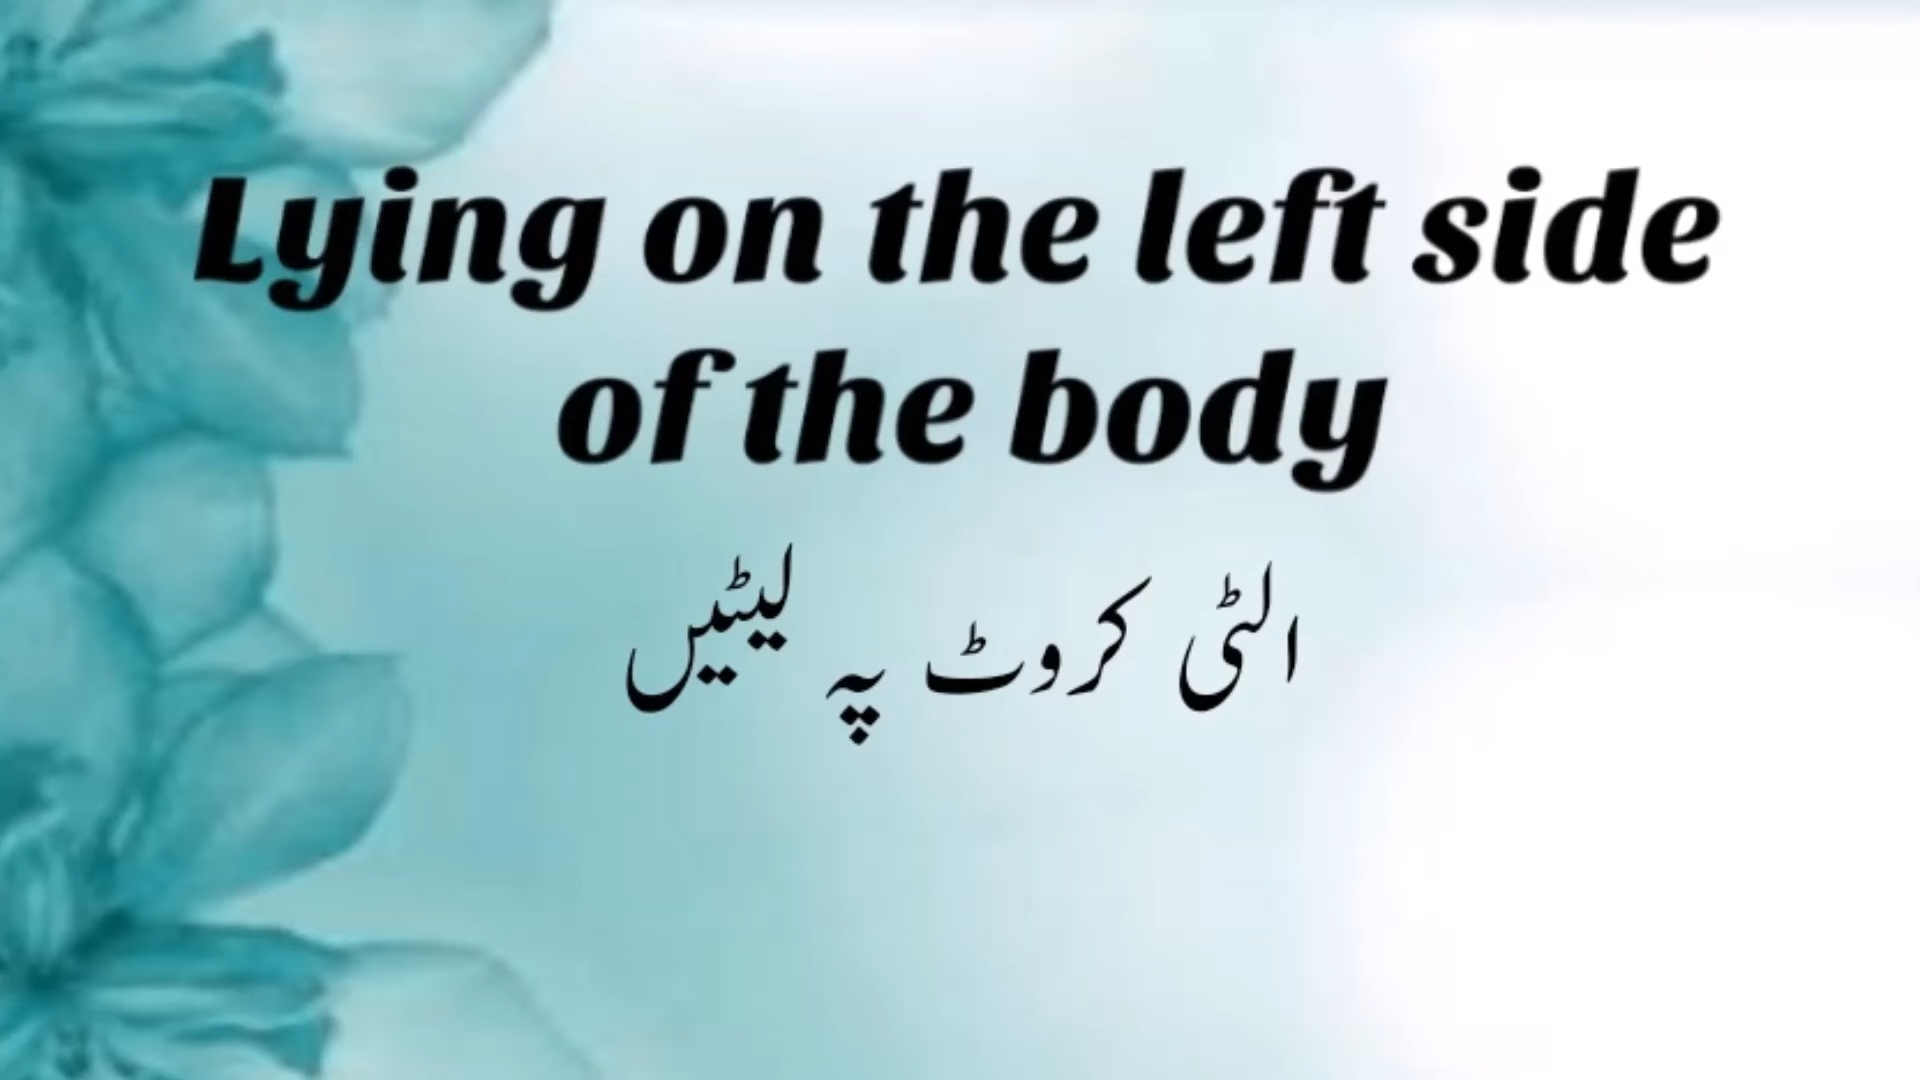 Lying on the left side
of the body
الٹی کروٹ پہ لیٹیں